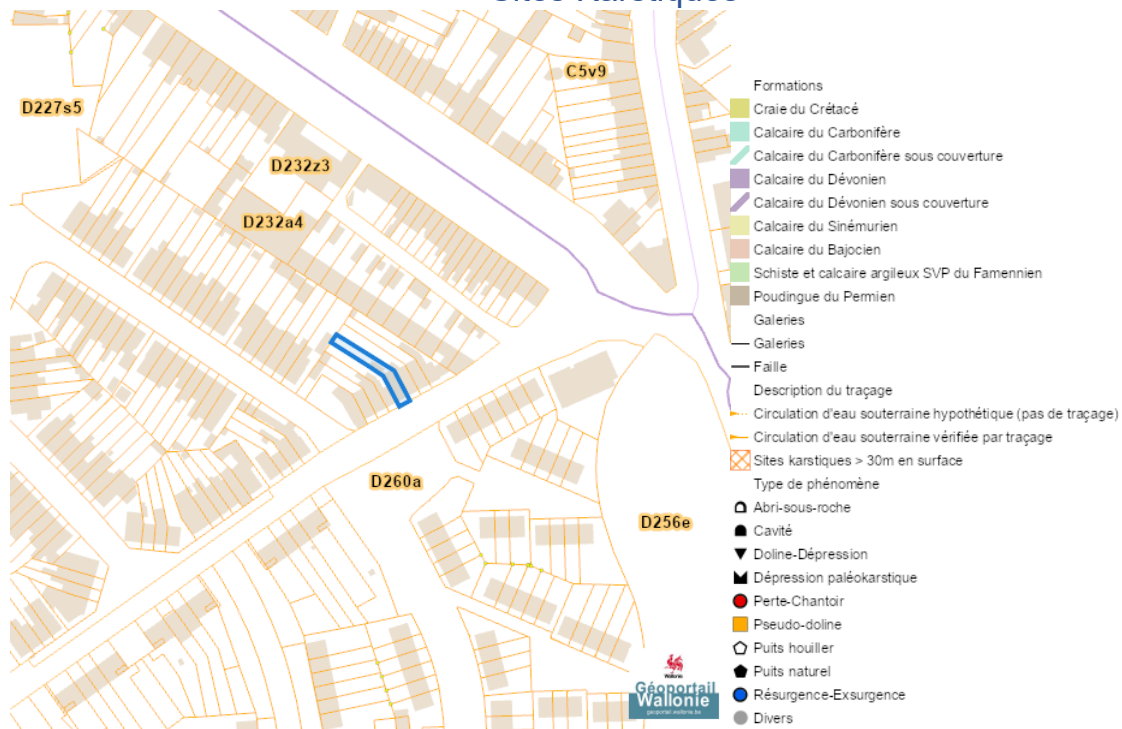 Sites Karstiques
C5v9
D227s5
D232z3
D232a4
D260a
D256e
Formations
Craie du Crétacé
Calcaire du Carbonifère
Calcaire du Carbonifère sous couverture
Calcaire du Dévonien
Calcaire du Dévonien sous couverture
Calcaire du Sinémurien
Calcaire du Bajocien
Schiste et calcaire argileux SVP du Famennien
Poudingue du Permien
Galeries
Galeries
Faille
Description du traçage
Circulation d'eau souterraine hypothétique (pas de traçage)
Circulation d'eau souterraine vérifiée par traçage
Sites karstiques > 30m en surface
Type de phénomène
Abri-sous-roche
Cavité
Doline-Dépression
Dépression paléokarstique
Perte-Chantoir
Pseudo-doline
Puits houiller
Puits naturel
Résurgence-Exsurgence
Divers
Wallonie
Géoportail
Wallonie
geoportail.wallonie.be